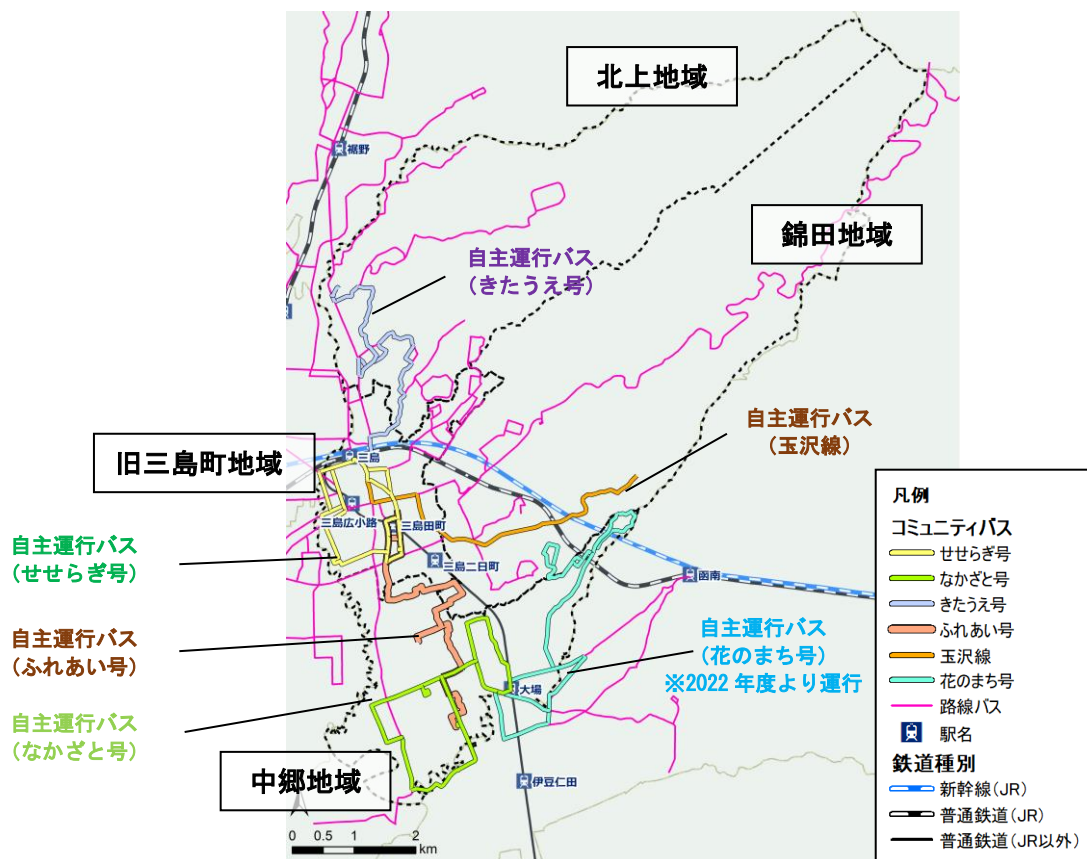 北上地域
裾野
錦田地域
自主運行バス
(きたうえ号)
自主運行バス
(玉沢線)
旧三島町地域
三島
三島広小路
三島田町
三島二日町
函南
自主運行バス
(せせらぎ号)
自主運行バス
(ふれあい号)
自主運行バス
(花のまち号)
※2022 年度より運行
大場
自主運行バス
(なかざと号)
中郷地域
伊豆仁田
0 0.5 1 2
km
凡例
コミュニティバス
せせらぎ号
なかざと号
きたうえ号
ふれあい号
玉沢線
花のまち号
路線バス
駅名
鉄道種別
新幹線(JR)
普通鉄道(JR)
普通鉄道(JR以外)